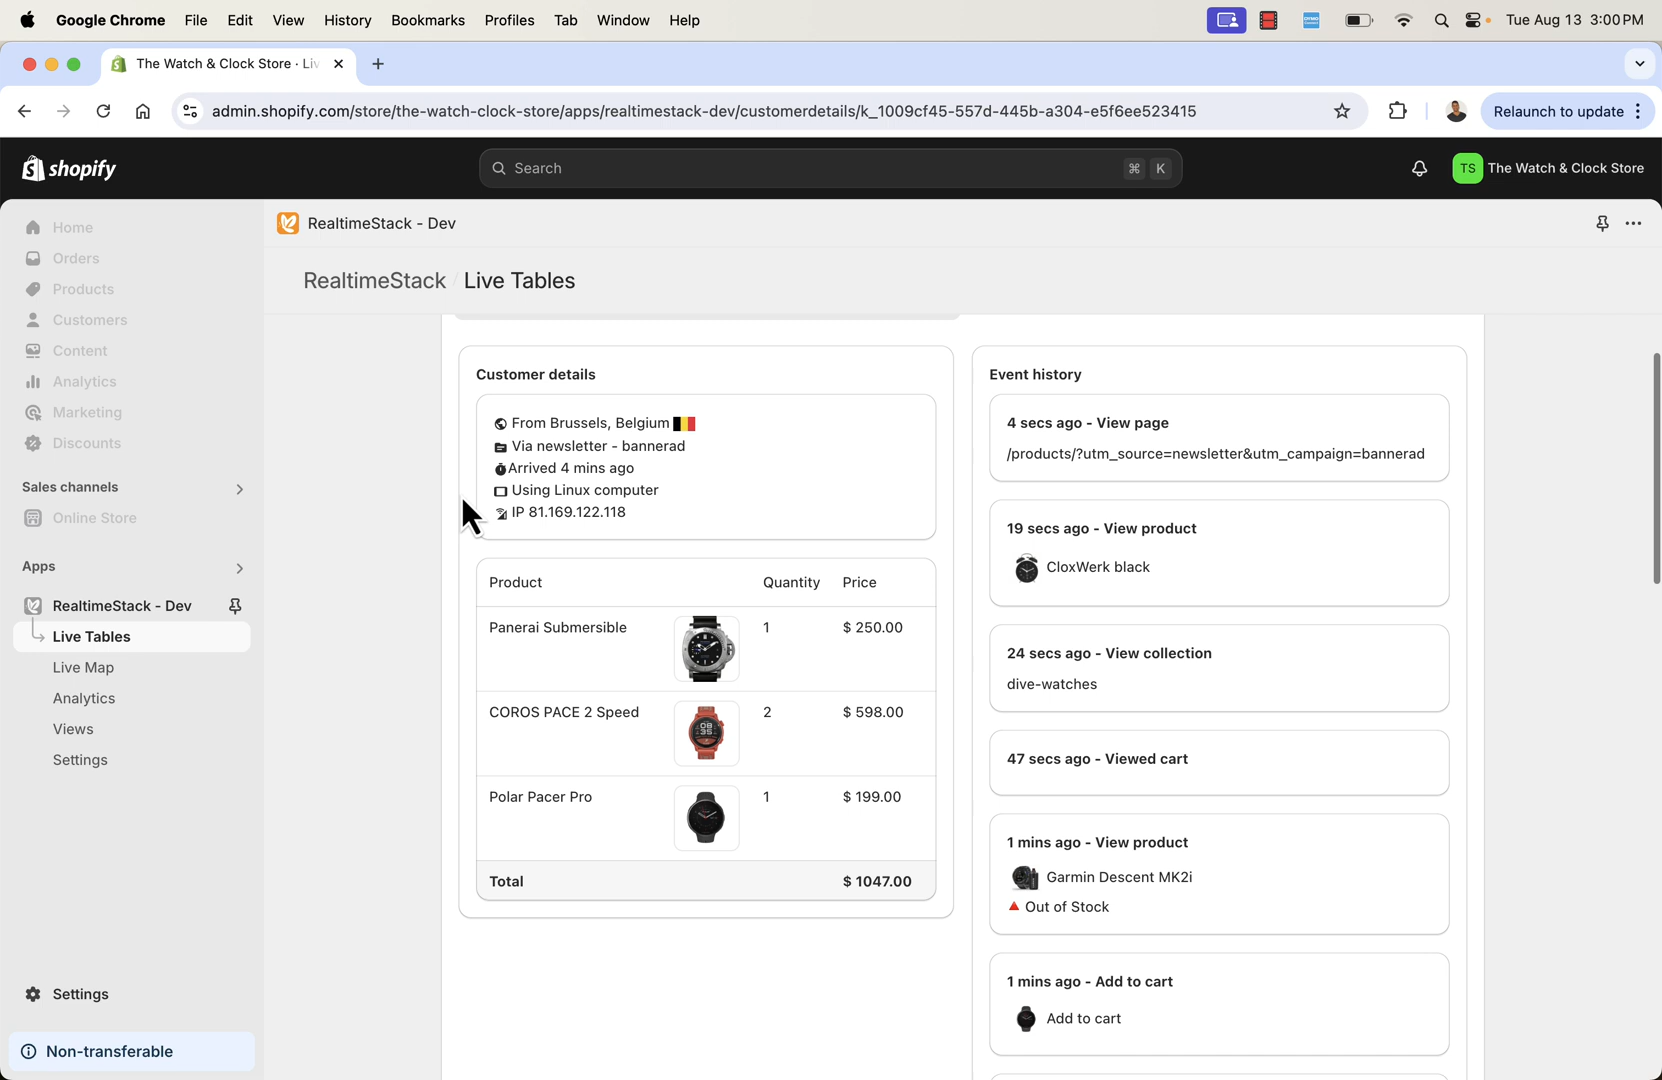 Google Chrome File Edit View History Bookmarks Profiles Tab Window Help Tue Aug 13 3:00 PM
The Watch & Clock Store · Liv
admin.shopify.com/store/the-watch-clock-store/apps/realtimestack-dev/customerdetails/k_1009cf45-557d-445b-a304-e5f6ee523415
Relaunch to update
shopify
Search
⌘ K
TS
The Watch & Clock Store
Home
Orders
Products
Customers
Content
Analytics
Marketing
Discounts
Sales channels
Online Store
Apps
RealtimeStack - Dev
Live Tables
Live Map
Analytics
Views
Settings
Settings
Non-transferable
RealtimeStack - Dev
RealtimeStack / Live Tables
Customer details
From Brussels, Belgium
Via newsletter - bannerad
Arrived 4 mins ago
Using Linux computer
IP 81.169.122.118
Product Quantity Price
Panerai Submersible 1 $ 250.00
COROS PACE 2 Speed 2 $ 598.00
Polar Pacer Pro 1 $ 199.00
Total $ 1047.00
Event history
4 secs ago - View page
/products/?utm_source=newsletter&utm_campaign=bannerad
19 secs ago - View product
CloxWerk black
24 secs ago - View collection
dive-watches
47 secs ago - Viewed cart
1 mins ago - View product
Garmin Descent MK2i
Out of Stock
1 mins ago - Add to cart
Add to cart